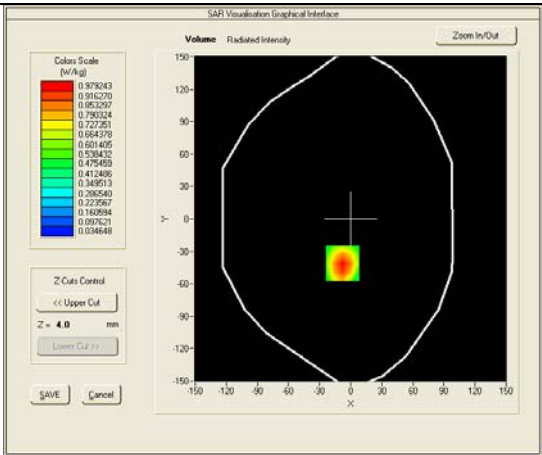 SAR Visualisation Graphical Interface
Volume Radiated Intensity
Zoom In/Out
Colors Scale
(W/kg)
0.979243
0.916270
0.853297
0.790324
0.727351
0.664378
0.601405
0.538432
0.475459
0.412486
0.349513
0.286540
0.223567
0.160594
0.097621
0.034648
Z Cuts Control
<< Upper Cut
Z = 4.0 mm
Lower Cut >>
SAVE Cancel
150
120
90
60
30
0
-30
-60
-90
-120
-150
Y
-150 -120 -90 -60 -30 0 30 60 90 120 150
X